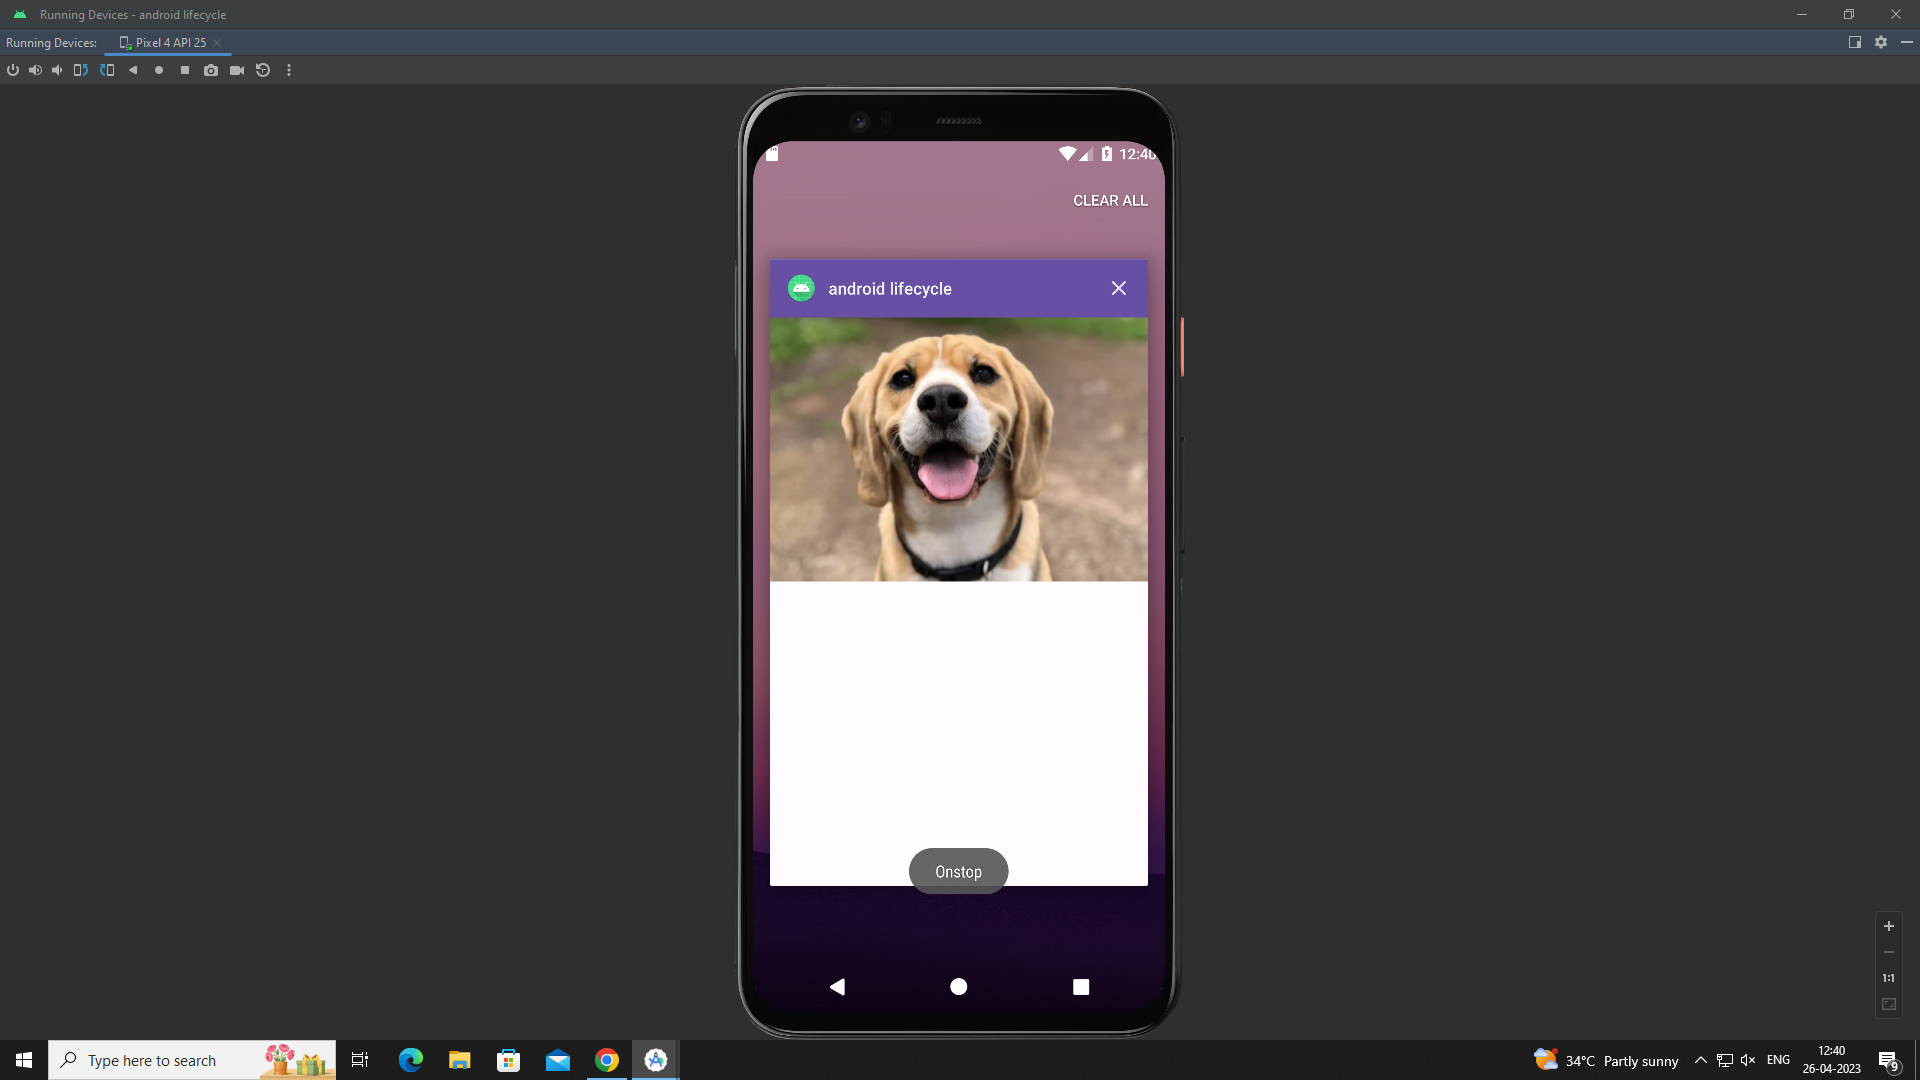 Running Devices - android lifecycle
Running Devices:
Pixel 4 API 25
12:40
CLEAR ALL
android lifecycle
Onstop
1:1
Type here to search
34°C Partly sunny
ENG
12:40
26-04-2023
9